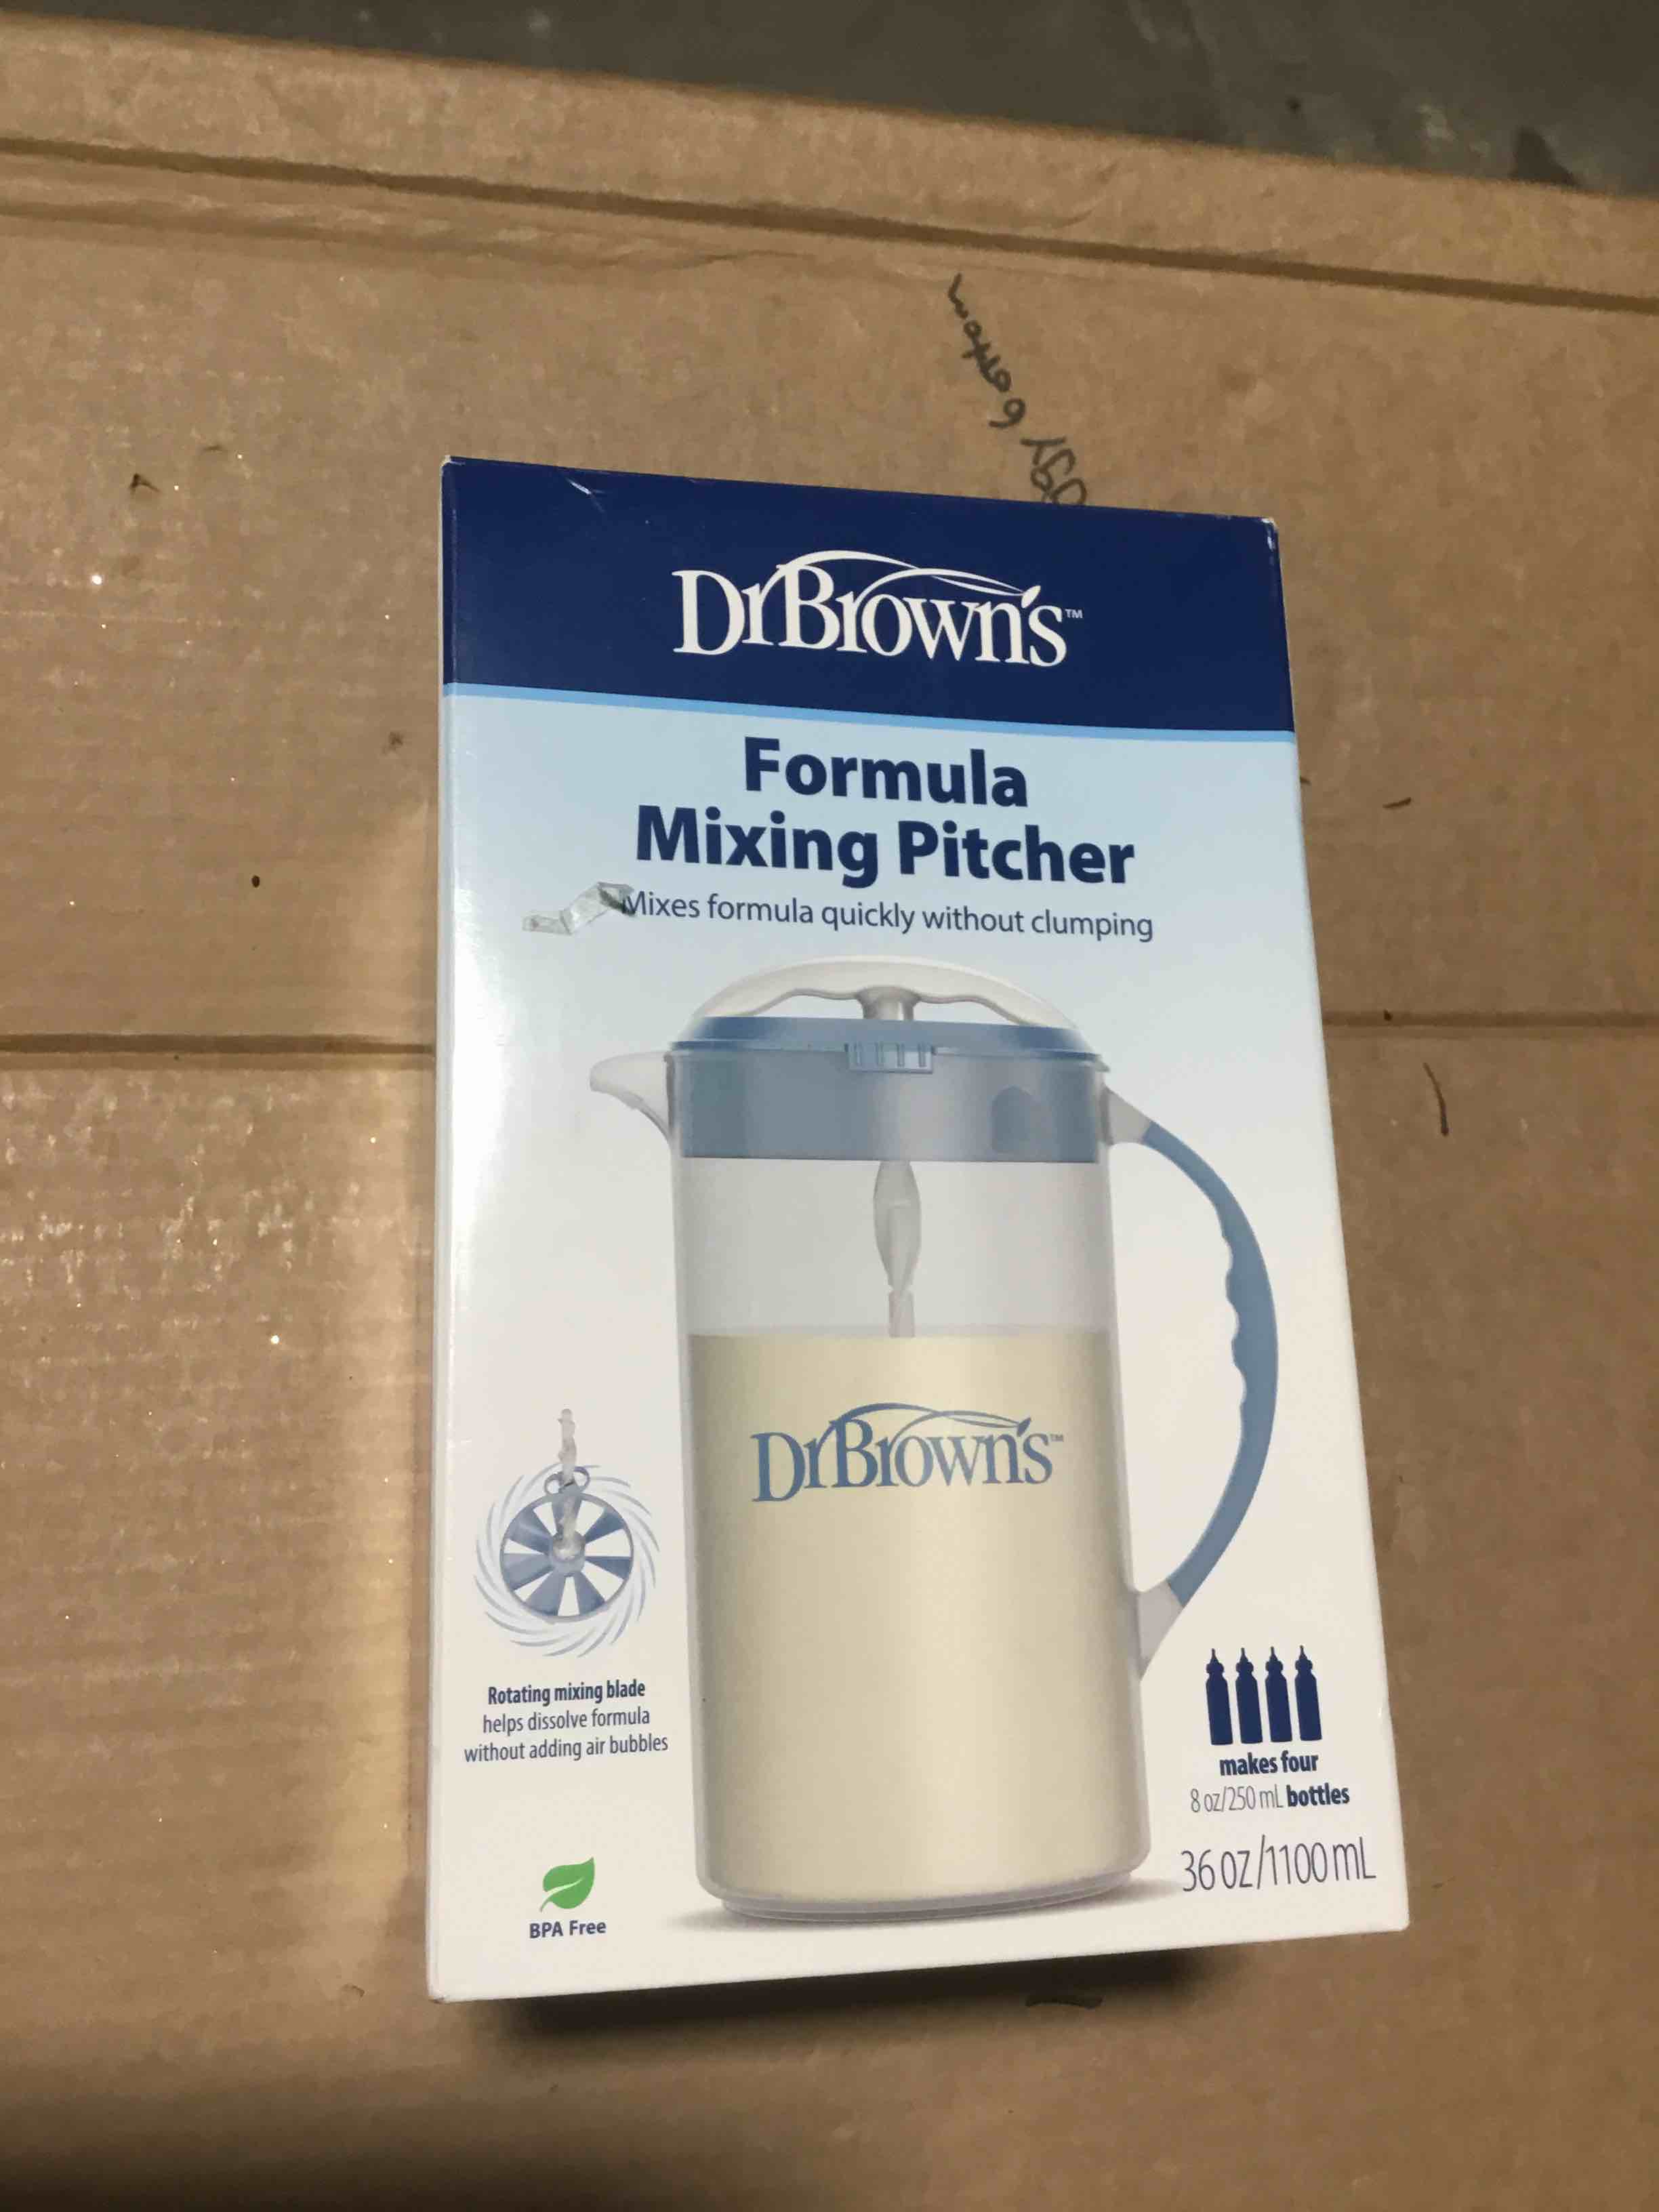 bottom
DrBrown's™
Formula
Mixing Pitcher
Mixes formula quickly without clumping
DrBrown's™
Rotating mixing blade
helps dissolve formula
without adding air bubbles
makes four
8 oz/250 mL bottles
36 oz/1100 mL
BPA Free